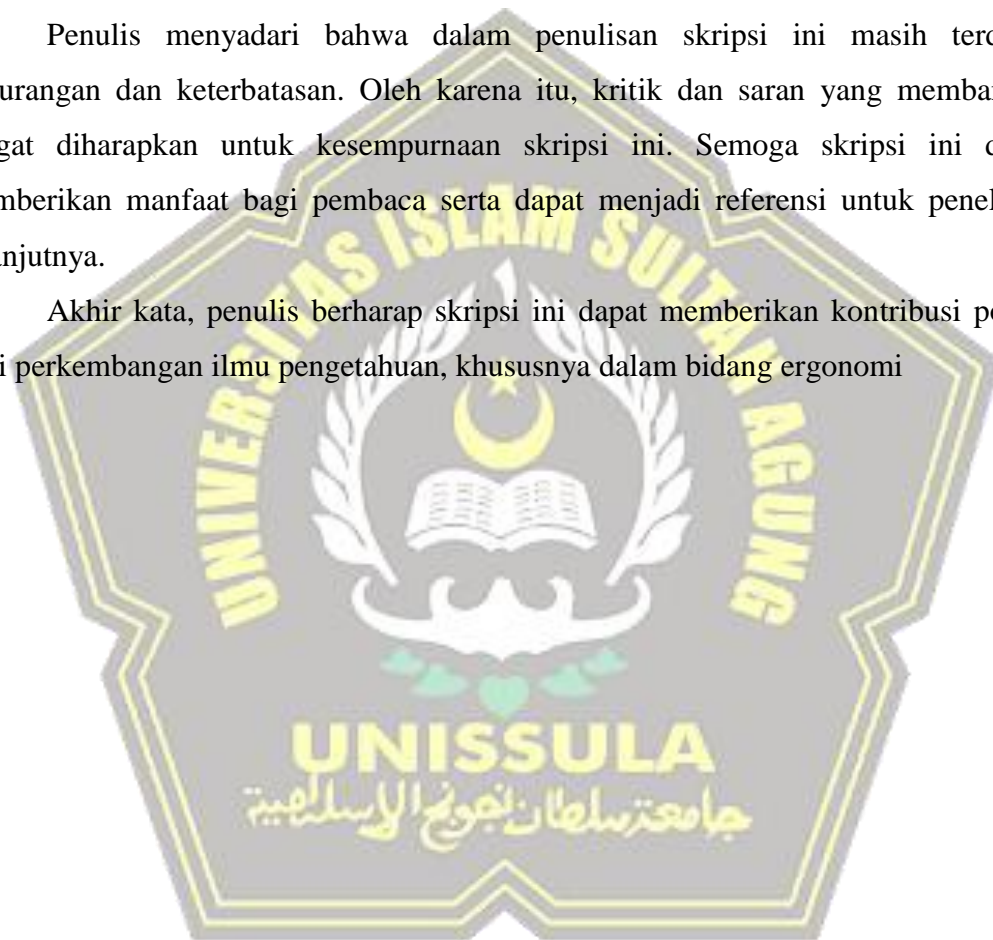 Penulis menyadari bahwa dalam penulisan skripsi ini masih terd
urangan dan keterbatasan. Oleh karena itu, kritik dan saran yang memba
gat diharapkan untuk kesempurnaan skripsi ini. Semoga skripsi ini d
mberikan manfaat bagi pembaca serta dapat menjadi referensi untuk pene
anjutnya.
Akhir kata, penulis berharap skripsi ini dapat memberikan kontribusi po
i perkembangan ilmu pengetahuan, khususnya dalam bidang ergonomi
UNIVERSITAS ISLAM SULTAN AGUNG
UNISSULA
جامعة سلطان أجونج الإسلامية